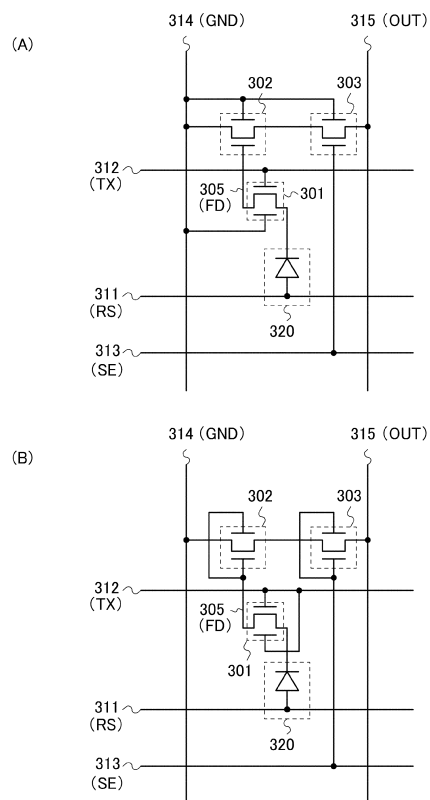 314 (GND)
315 (OUT)
(A)
302
303
312
(TX)
305
(FD)
301
311
(RS)
320
313
(SE)
314 (GND)
315 (OUT)
(B)
302
303
312
(TX)
305
(FD)
301
311
(RS)
320
313
(SE)